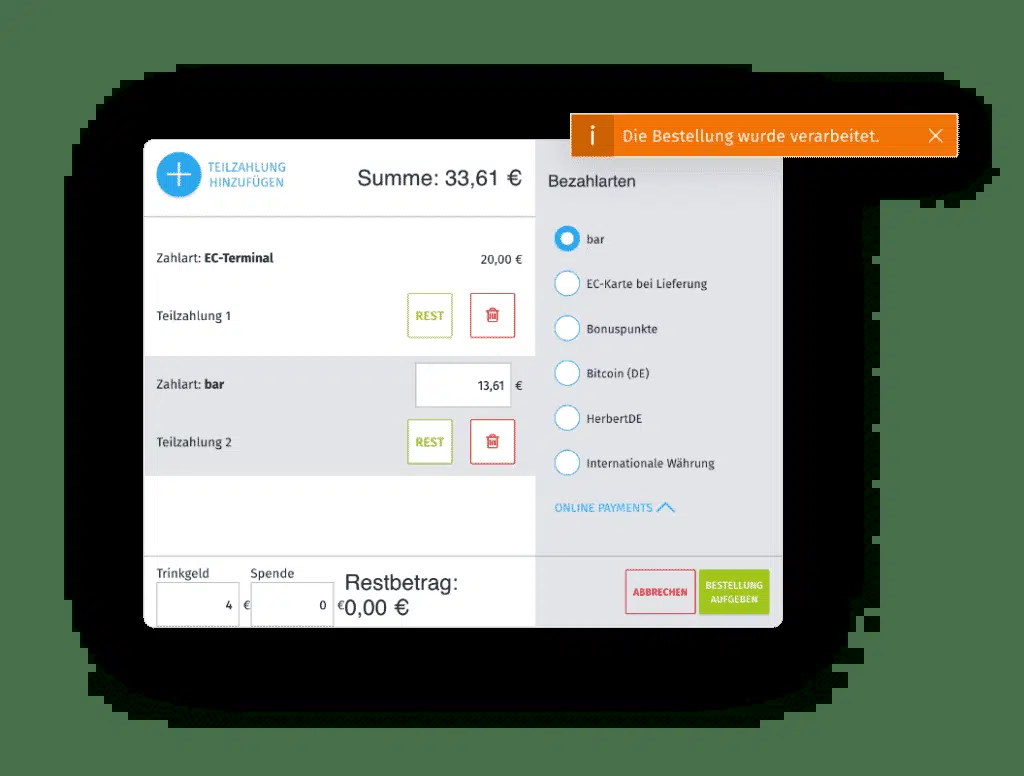 Die Bestellung wurde verarbeitet.
TEILZAHLUNG
HINZUFÜGEN
Summe: 33,61 €
Zahlart: EC-Terminal
20,00 €
Teilzahlung 1
REST
Zahlart: bar
13,61 €
Teilzahlung 2
REST
Trinkgeld
4 €
Spende
0 €
Restbetrag:
0,00 €
Bezahlarten
bar
EC-Karte bei Lieferung
Bonuspunkte
Bitcoin (DE)
HerbertDE
Internationale Währung
ONLINE PAYMENTS
ABBRECHEN
BESTELLUNG
AUFGEBEN